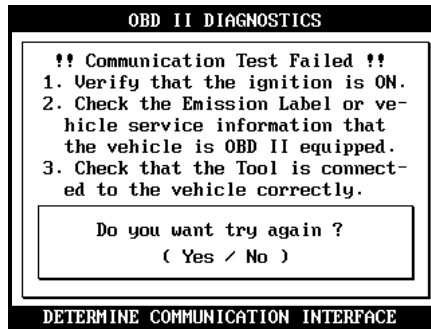 OBD II DIAGNOSTICS
!! Communication Test Failed !!
1. Verify that the ignition is ON.
2. Check the Emission Label or ve-
hicle service information that
the vehicle is OBD II equipped.
3. Check that the Tool is connect-
ed to the vehicle correctly.
Do you want try again ?
( Yes / No )
DETERMINE COMMUNICATION INTERFACE